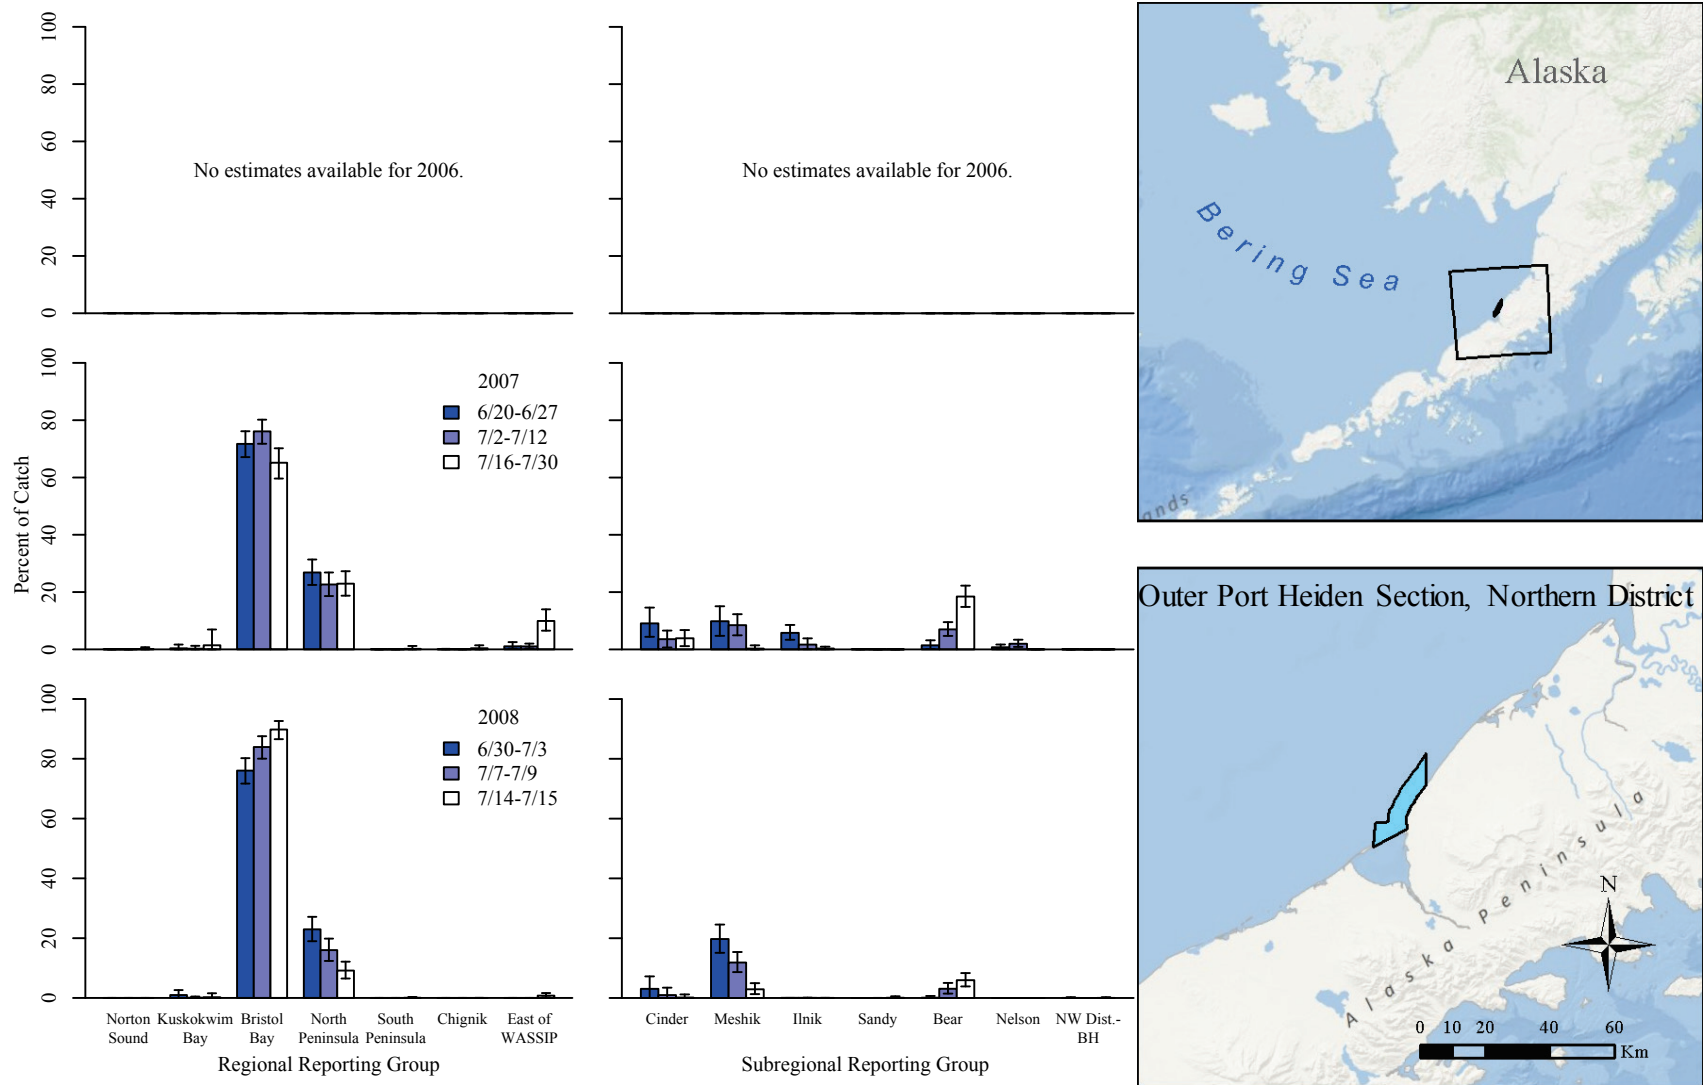 100
80
60
40
20
0
No estimates available for 2006.
No estimates available for 2006.
Percent of Catch
100
80
60
40
20
0
2007
6/20-6/27
7/2-7/12
7/16-7/30
100
80
60
40
20
0
2008
6/30-7/3
7/7-7/9
7/14-7/15
Norton Sound
Kuskokwim Bay
Bristol Bay
North Peninsula
South Peninsula
Chignik
East of WASSIP
Regional Reporting Group
Cinder
Meshik
Ilnik
Sandy
Bear
Nelson
NW Dist.-BH
Subregional Reporting Group
Alaska
Bering Sea
ands
Outer Port Heiden Section, Northern District
Alaska Peninsula
N
0 10 20 40 60
Km